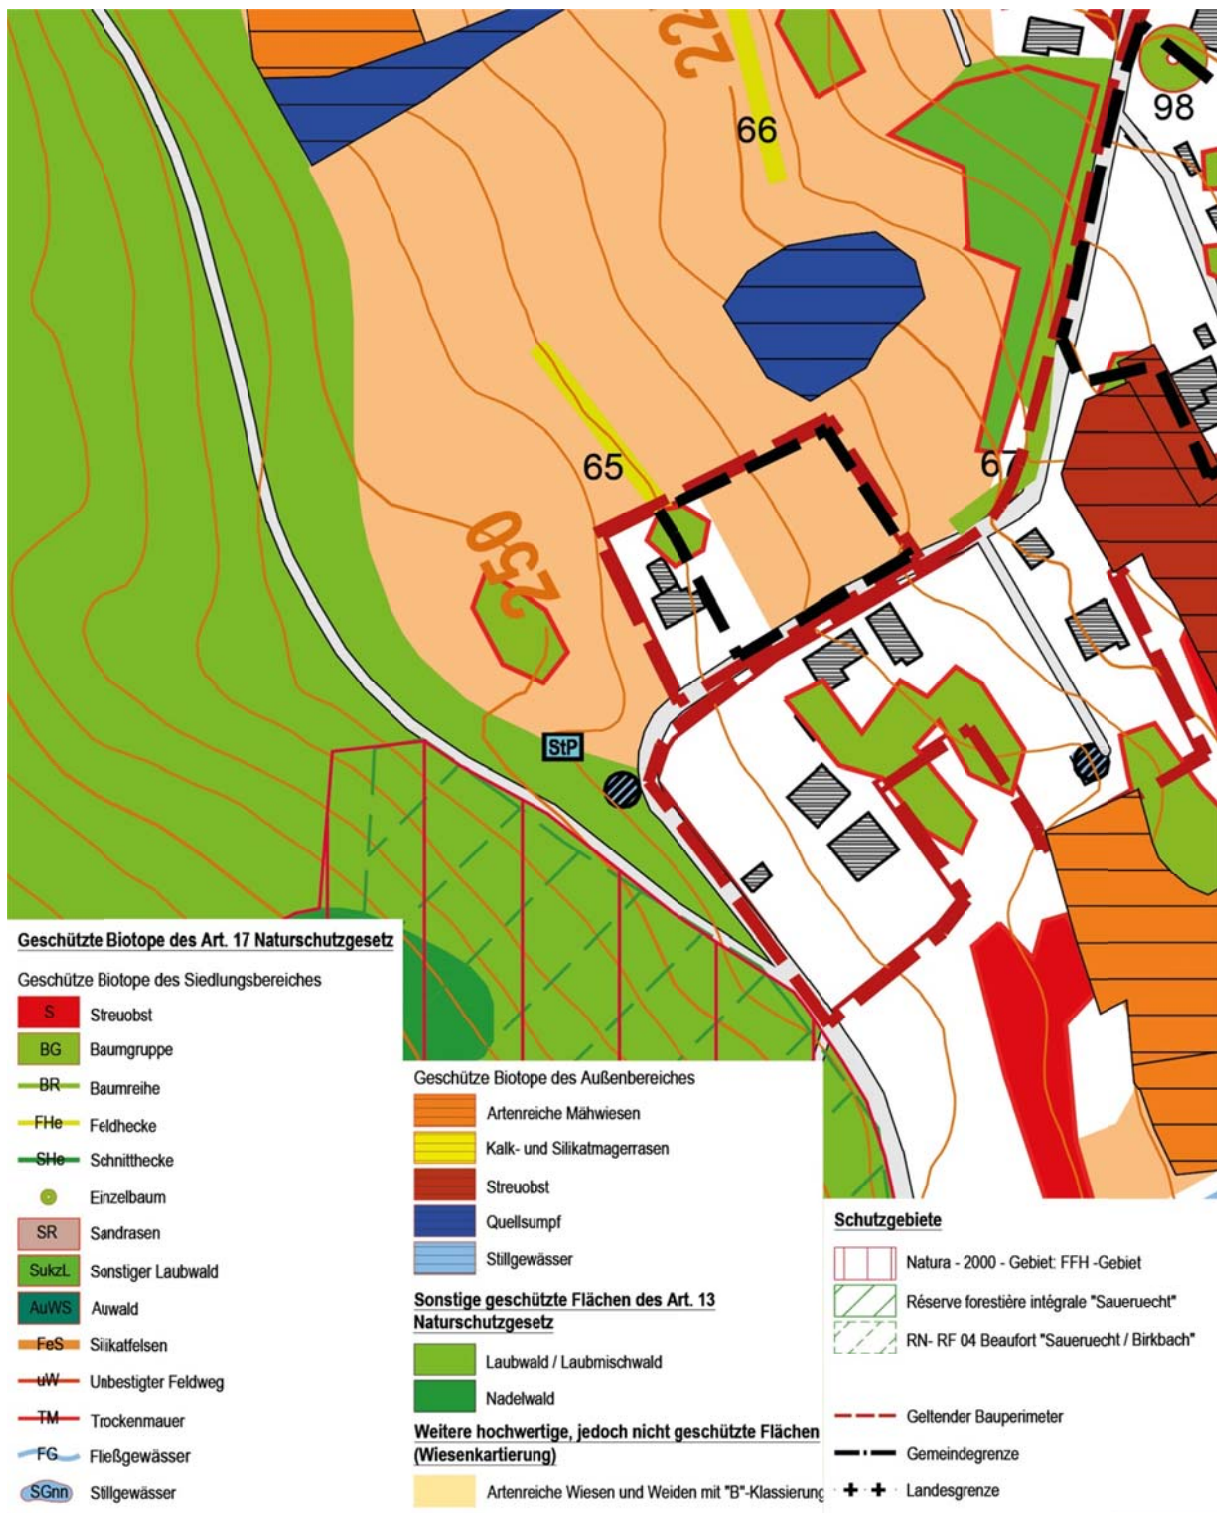 22
98
66
65
67
250
StP
Geschützte Biotope des Art. 17 Naturschutzgesetz
Geschütze Biotope des Siedlungsbereiches
S Streuobst
BG Baumgruppe
BR Baumreihe
FHe Feldhecke
SHe Schnitthecke
Einzelbaum
SR Sandrasen
SukzL Sonstiger Laubwald
AuWS Auwald
FeS Silikatfelsen
uW Unbestigter Feldweg
TM Trockenmauer
FG Fließgewässer
SGnn Stillgewässer
Geschütze Biotope des Außenbereiches
Artenreiche Mähwiesen
Kalk- und Silikatmagerrasen
Streuobst
Quellsumpf
Stillgewässer
Sonstige geschützte Flächen des Art. 13
Naturschutzgesetz
Laubwald / Laubmischwald
Nadelwald
Weitere hochwertige, jedoch nicht geschützte Flächen
(Wiesenkartierung)
Artenreiche Wiesen und Weiden mit "B"-Klassierung
Schutzgebiete
Natura - 2000 - Gebiet: FFH -Gebiet
Réserve forestière intégrale "Saueruecht"
RN- RF 04 Beaufort "Saueruecht / Birkbach"
Geltender Bauperimeter
Gemeindegrenze
Landesgrenze